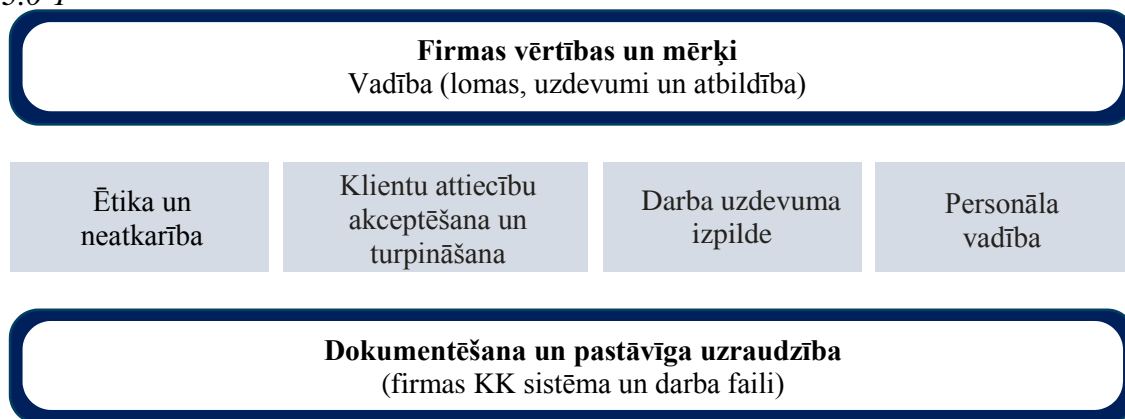 Firmas vērtības un mērķi
Vadība (lomas, uzdevumi un atbildība)
Ētika un
neatkarība
Klientu attiecību
akceptēšana un
turpināšana
Darba uzdevuma
izpilde
Personāla
vadība
Dokumentēšana un pastāvīga uzraudzība
(firmas KK sistēma un darba faili)